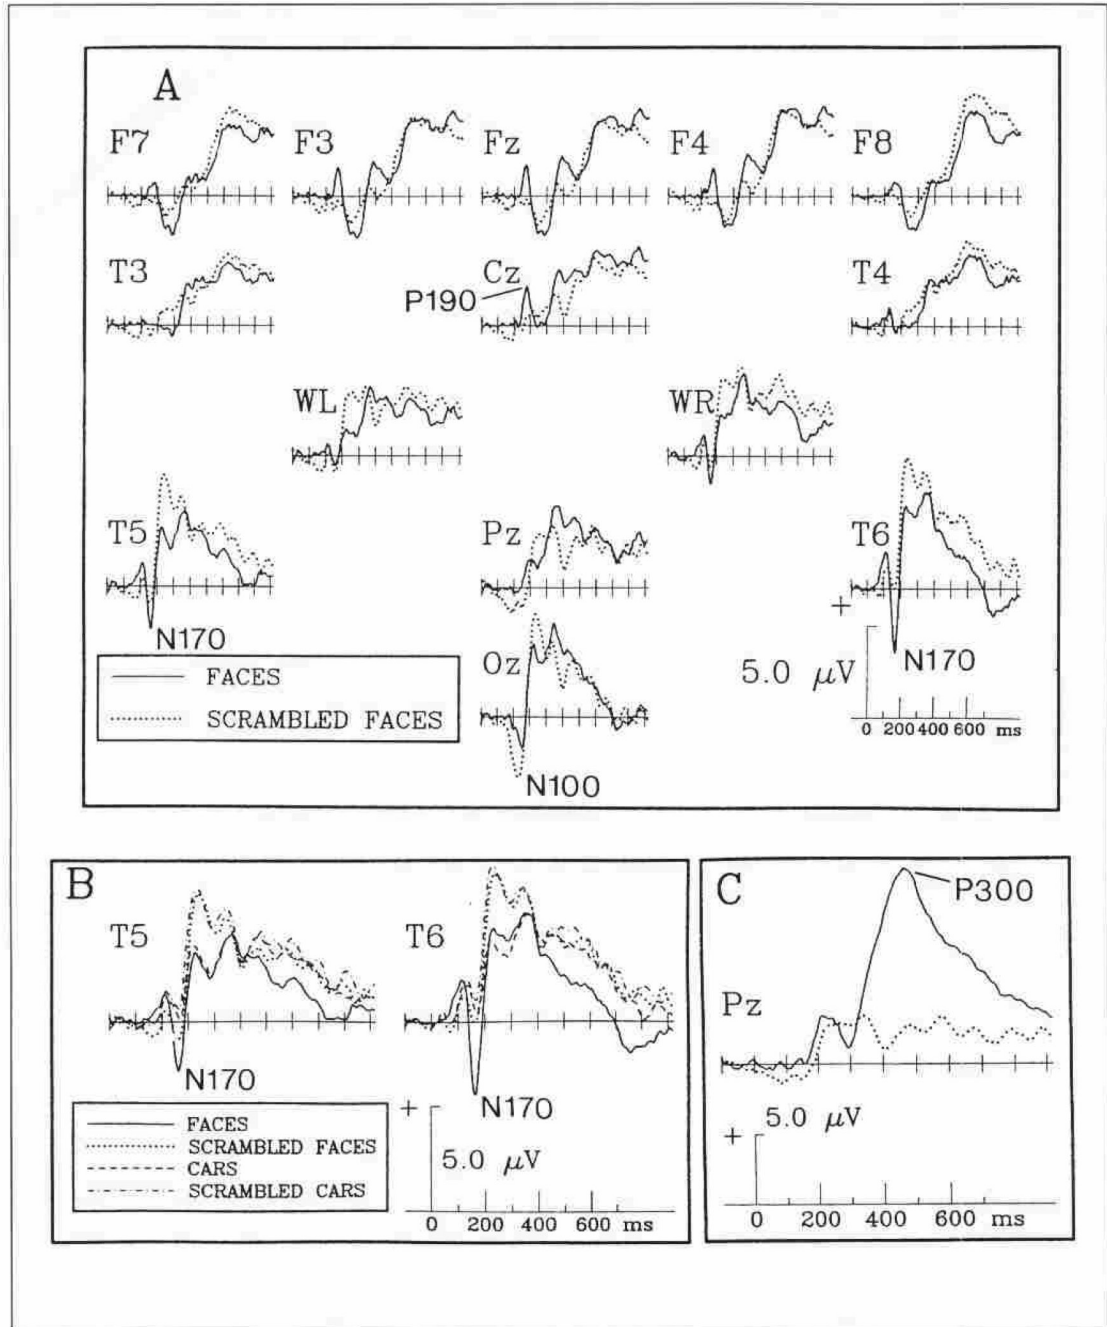 A
F7 F3 Fz F4 F8
T3 Cz T4
P190
WL WR
T5 Pz T6
N170
+
N170
Oz
5.0 μV
FACES
SCRAMBLED FACES
0 200 400 600 ms
N100
B
T5 T6
N170
N170
+
5.0 μV
FACES
SCRAMBLED FACES
CARS
SCRAMBLED CARS
0 200 400 600 ms
C
P300
Pz
+
5.0 μV
0 200 400 600 ms